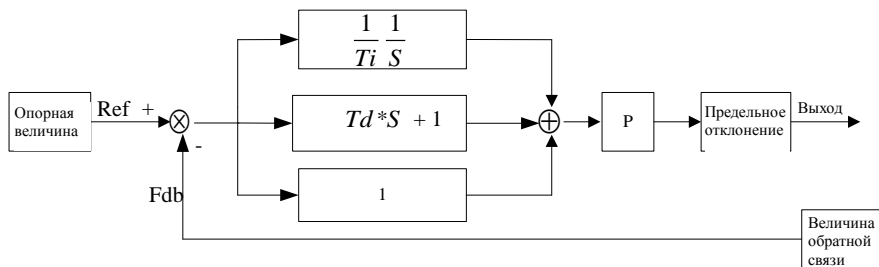 1 1
Ti S
Опорная
величина
Ref +
Td*S + 1
P
Предельное
отклонение
Выход
-
1
Fdb
Величина
обратной
связи